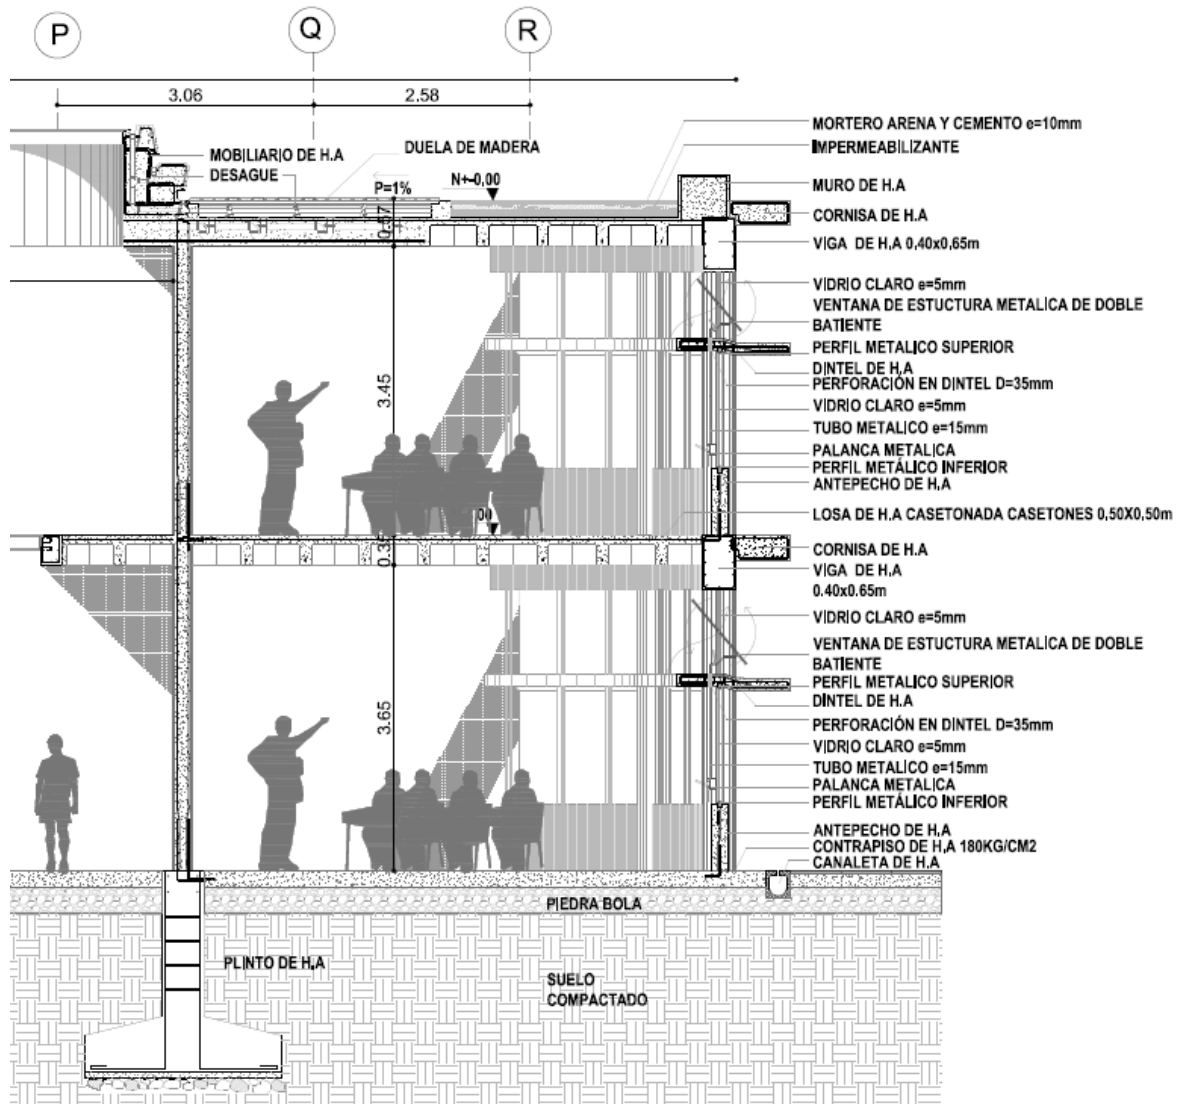 P
Q
R
3.06
2.58
MORTERO ARENA Y CEMENTO e=10mm
IMPERMEABILIZANTE
MOBILIARIO DE H.A
DUELA DE MADERA
DESAGUE
P=1%
N+-0,00
MURO DE H.A
CORNISA DE H.A
0.57
VIGA DE H.A 0,40x0,65m
VIDRIO CLARO e=5mm
VENTANA DE ESTUCTURA METALICA DE DOBLE
BATIENTE
PERFIL METALICO SUPERIOR
DINTEL DE H.A
PERFORACIÓN EN DINTEL D=35mm
3.45
VIDRIO CLARO e=5mm
TUBO METALICO e=15mm
PALANCA METALICA
PERFIL METÁLICO INFERIOR
ANTEPECHO DE H.A
LOSA DE H.A CASETONADA CASETONES 0,50X0,50m
,00
0.35
CORNISA DE H.A
VIGA DE H.A
0.40x0.65m
VIDRIO CLARO e=5mm
VENTANA DE ESTUCTURA METALICA DE DOBLE
BATIENTE
PERFIL METALICO SUPERIOR
DINTEL DE H.A
3.65
PERFORACIÓN EN DINTEL D=35mm
VIDRIO CLARO e=5mm
TUBO METALICO e=15mm
PALANCA METALICA
PERFIL METÁLICO INFERIOR
ANTEPECHO DE H.A
CONTRAPISO DE H.A 180KG/CM2
CANALETA DE H.A
PIEDRA BOLA
PLINTO DE H.A
SUELO
COMPACTADO